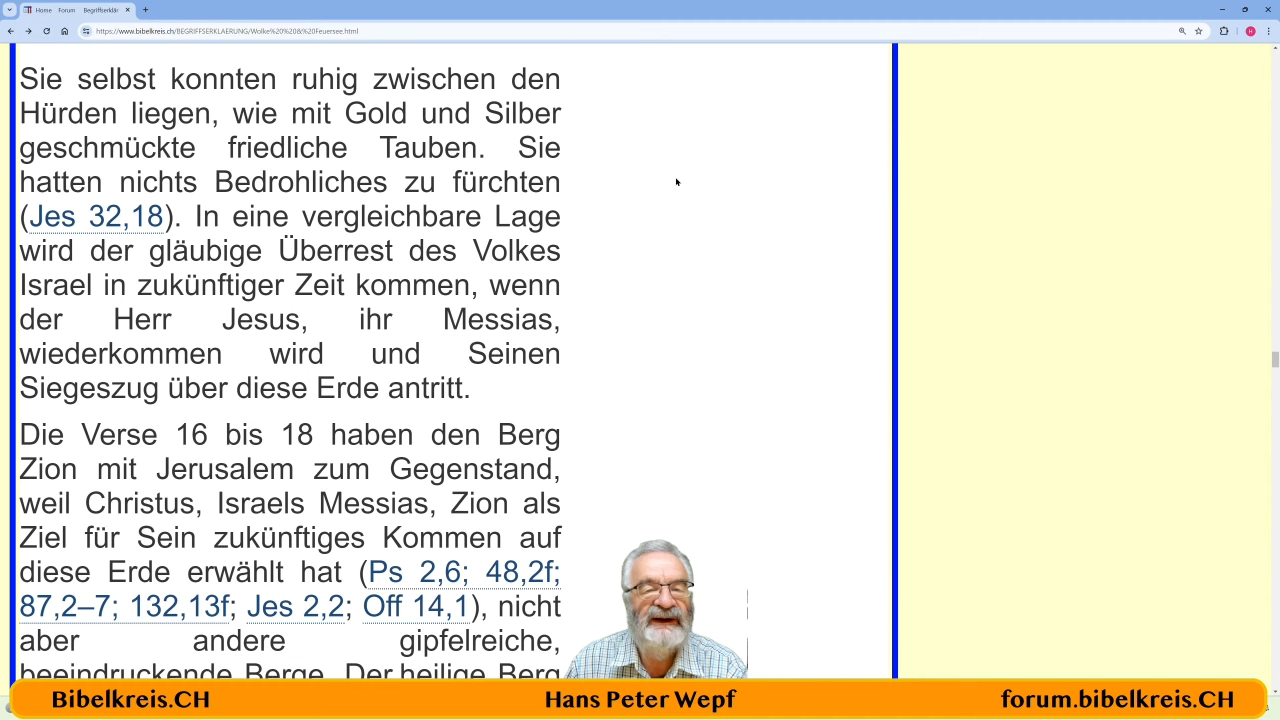 Home Forum Begriffserklär
https://www.bibelkreis.ch/BEGRIFFSERKLAERUNG/Wolke%20%20&%20Feuersee.html
Sie selbst konnten ruhig zwischen den
Hürden liegen, wie mit Gold und Silber
geschmückte friedliche Tauben. Sie
hatten nichts Bedrohliches zu fürchten
(Jes 32,18). In eine vergleichbare Lage
wird der gläubige Überrest des Volkes
Israel in zukünftiger Zeit kommen, wenn
der Herr Jesus, ihr Messias,
wiederkommen wird und Seinen
Siegeszug über diese Erde antritt.
Die Verse 16 bis 18 haben den Berg
Zion mit Jerusalem zum Gegenstand,
weil Christus, Israels Messias, Zion als
Ziel für Sein zukünftiges Kommen auf
diese Erde erwählt hat (Ps 2,6; 48,2f;
87,2–7; 132,13f; Jes 2,2; Off 14,1), nicht
aber andere gipfelreiche,
beeindruckende Berge. Der heilige Berg
Bibelkreis.CH Hans Peter Wepf forum.bibelkreis.CH